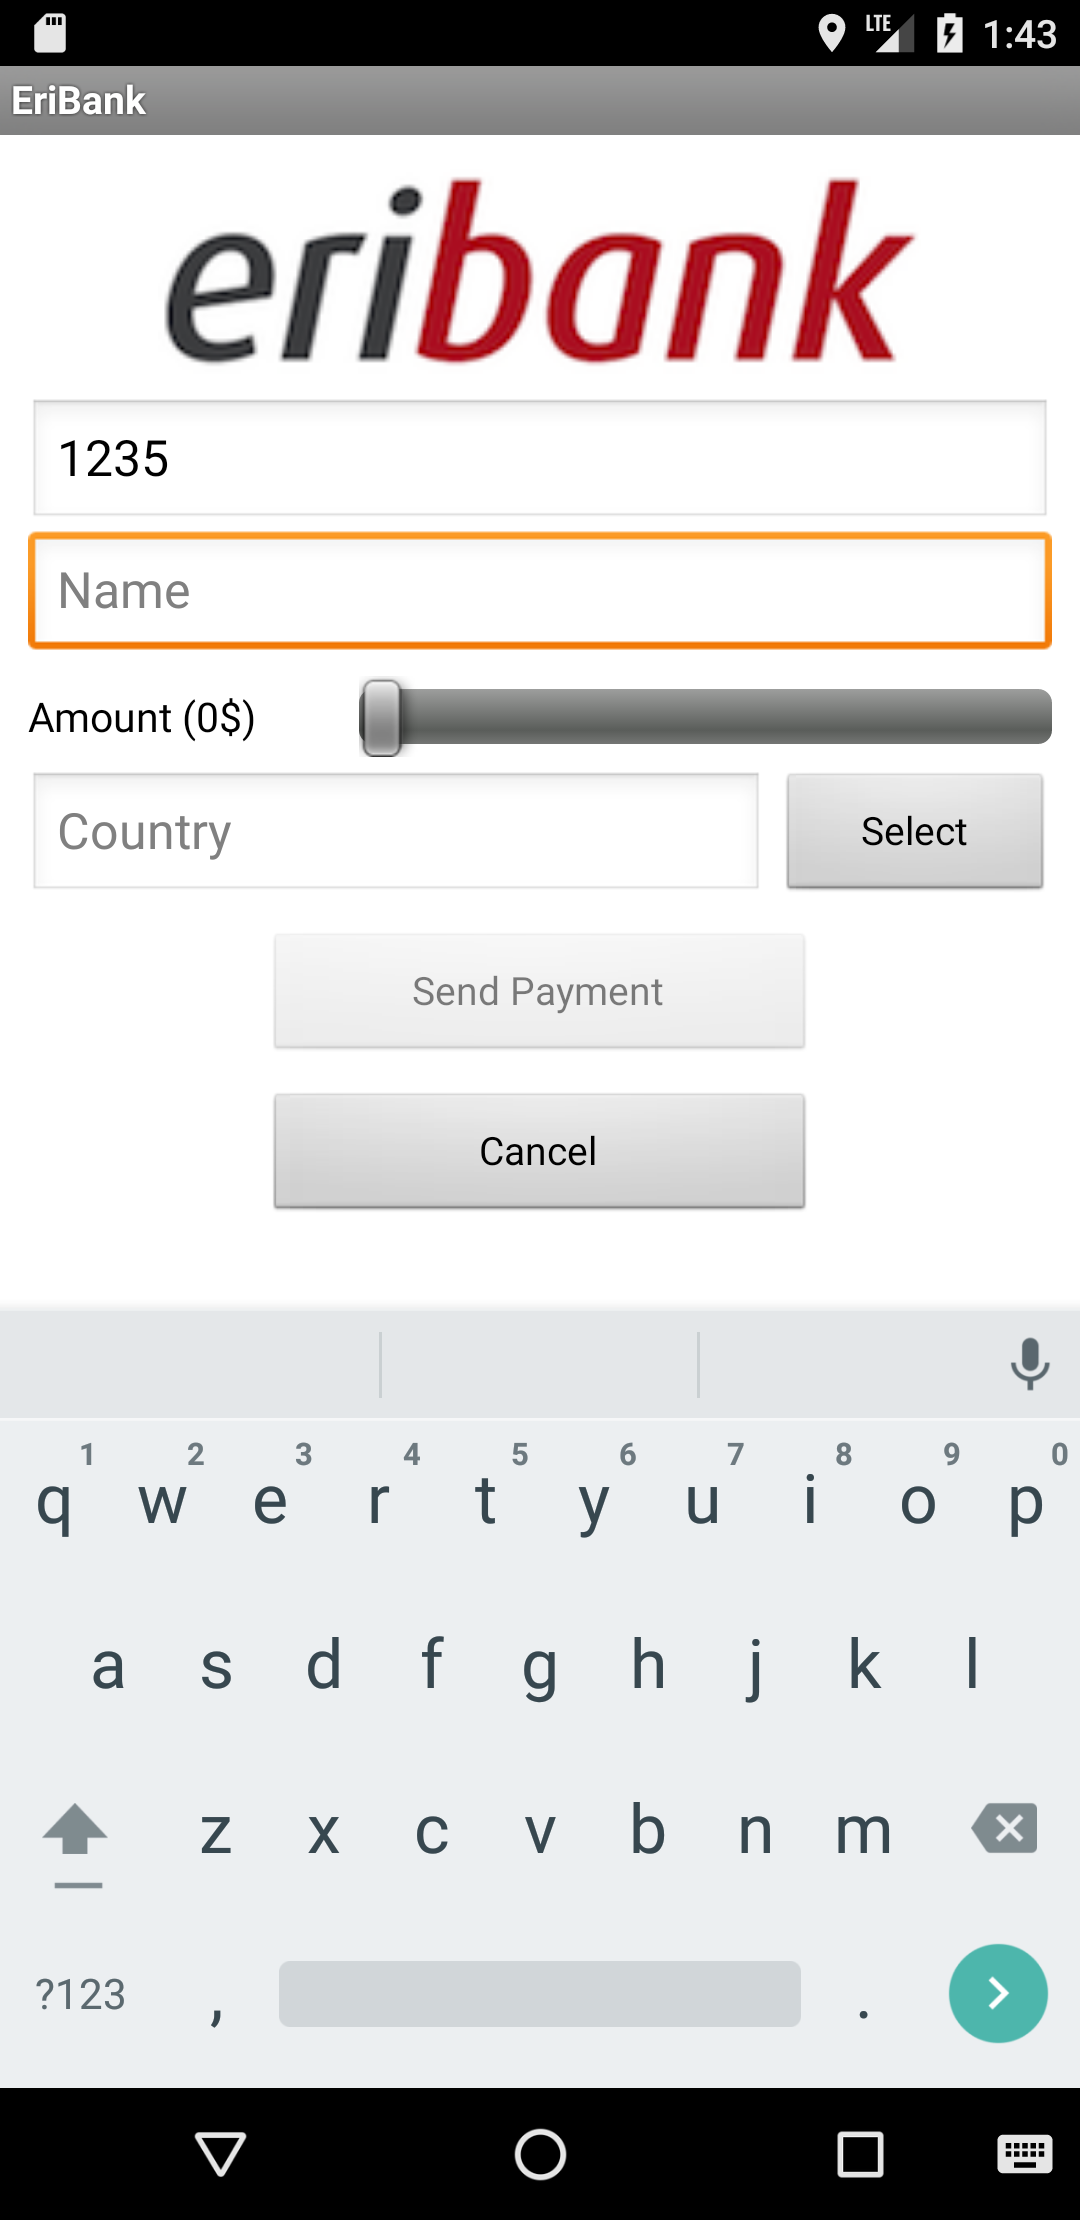 LTE 1:43
EriBank
eribank
1235
Name
Amount (0$)
Country Select
Send Payment
Cancel
1 2 3 4 5 6 7 8 9 0
q w e r t y u i o p
a s d f g h j k l
z x c v b n m
?123 , .